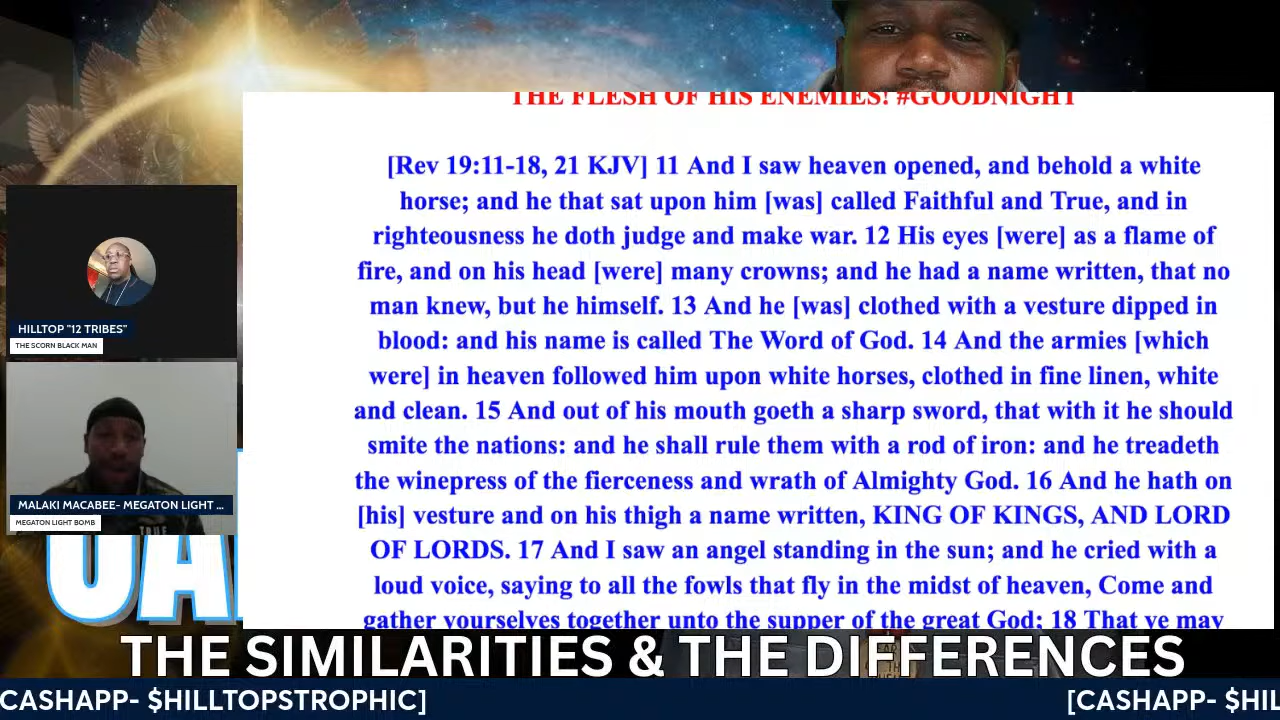 THE FLESH OF HIS ENEMIES! #GOODNIGHT
[Rev 19:11-18, 21 KJV] 11 And I saw heaven opened, and behold a white
horse; and he that sat upon him [was] called Faithful and True, and in
righteousness he doth judge and make war. 12 His eyes [were] as a flame of
fire, and on his head [were] many crowns; and he had a name written, that no
man knew, but he himself. 13 And he [was] clothed with a vesture dipped in
blood: and his name is called The Word of God. 14 And the armies [which
were] in heaven followed him upon white horses, clothed in fine linen, white
and clean. 15 And out of his mouth goeth a sharp sword, that with it he should
smite the nations: and he shall rule them with a rod of iron: and he treadeth
the winepress of the fierceness and wrath of Almighty God. 16 And he hath on
[his] vesture and on his thigh a name written, KING OF KINGS, AND LORD
OF LORDS. 17 And I saw an angel standing in the sun; and he cried with a
loud voice, saying to all the fowls that fly in the midst of heaven, Come and
gather yourselves together unto the supper of the great God; 18 That ye may
HILLTOP "12 TRIBES"
THE SCORN BLACK MAN
MALAKI MACABEE- MEGATON LIGHT ...
MEGATON LIGHT BOMB
TRUE
THE SIMILARITIES & THE DIFFERENCES
CASHAPP- $HILLTOPSTROPHIC]
[CASHAPP- $HIL